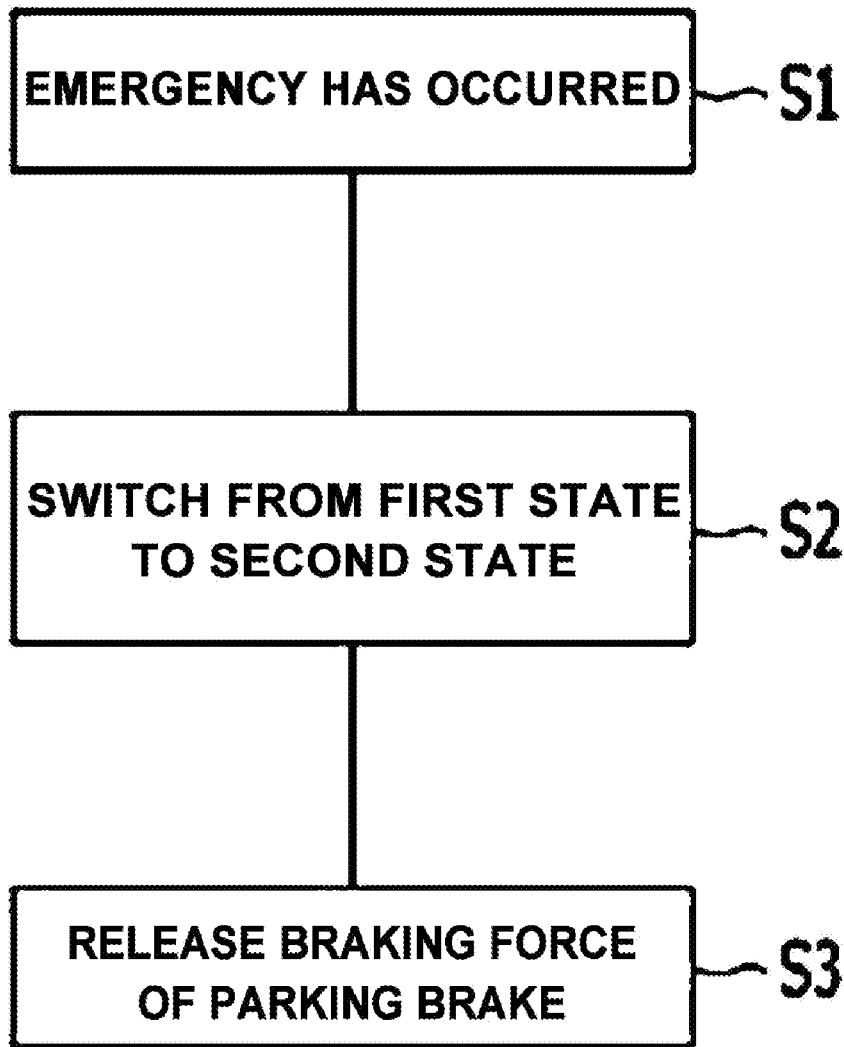 EMERGENCY HAS OCCURRED
S1
SWITCH FROM FIRST STATE
TO SECOND STATE
S2
RELEASE BRAKING FORCE
OF PARKING BRAKE
S3